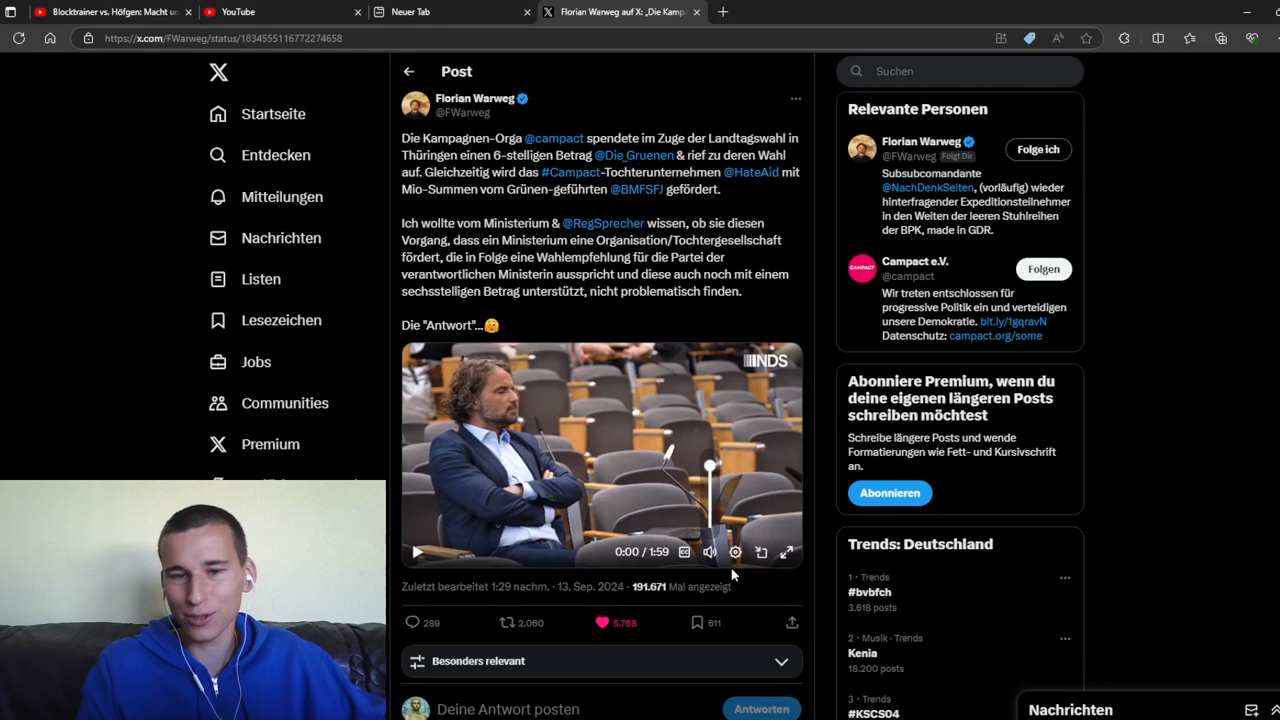 Blocktrainer vs. Höfgen: Macht un
YouTube
Neuer Tab
Florian Warweg auf X: „Die Kamp
https://x.com/FWarweg/status/1834555116772274658
Startseite
Entdecken
Mitteilungen
Nachrichten
Listen
Lesezeichen
Jobs
Communities
Premium
Post
Florian Warweg
@FWarweg
Die Kampagnen-Orga @campact spendete im Zuge der Landtagswahl in
Thüringen einen 6-stelligen Betrag @Die_Gruenen & rief zu deren Wahl
auf. Gleichzeitig wird das #Campact-Tochterunternehmen @HateAid mit
Mio-Summen vom Grünen-geführten @BMFSFJ gefördert.
Ich wollte vom Ministerium & @RegSprecher wissen, ob sie diesen
Vorgang, dass ein Ministerium eine Organisation/Tochtergesellschaft
fördert, die in Folge eine Wahlempfehlung für die Partei der
verantwortlichen Ministerin ausspricht und diese auch noch mit einem
sechsstelligen Betrag unterstützt, nicht problematisch finden.
Die "Antwort"...
NDS
0:00 / 1:59
Zuletzt bearbeitet 1:29 nachm. · 13. Sep. 2024 · 191.671 Mal angezeigt
289
2.060
5.768
611
Besonders relevant
Deine Antwort posten
Antworten
Suchen
Relevante Personen
Florian Warweg
@FWarweg Folgt Dir
Folge ich
Subsubcomandante
@NachDenkSeiten, (vorläufig) wieder
hinterfragender Expeditionsteilnehmer
in den Weiten der leeren Stuhlreihen
der BPK, made in GDR.
CAMPACT
Campact e.V.
@campact
Folgen
Wir treten entschlossen für
progressive Politik ein und verteidigen
unsere Demokratie. bit.ly/1gqravN
Datenschutz: campact.org/some
Abonniere Premium, wenn du
deine eigenen längeren Posts
schreiben möchtest
Schreibe längere Posts und wende
Formatierungen wie Fett- und Kursivschrift
an.
Abonnieren
Trends: Deutschland
1 · Trends
#bvbfch
3.618 posts
2 · Musik · Trends
Kenia
18.200 posts
3 · Trends
#KSCS04
Nachrichten